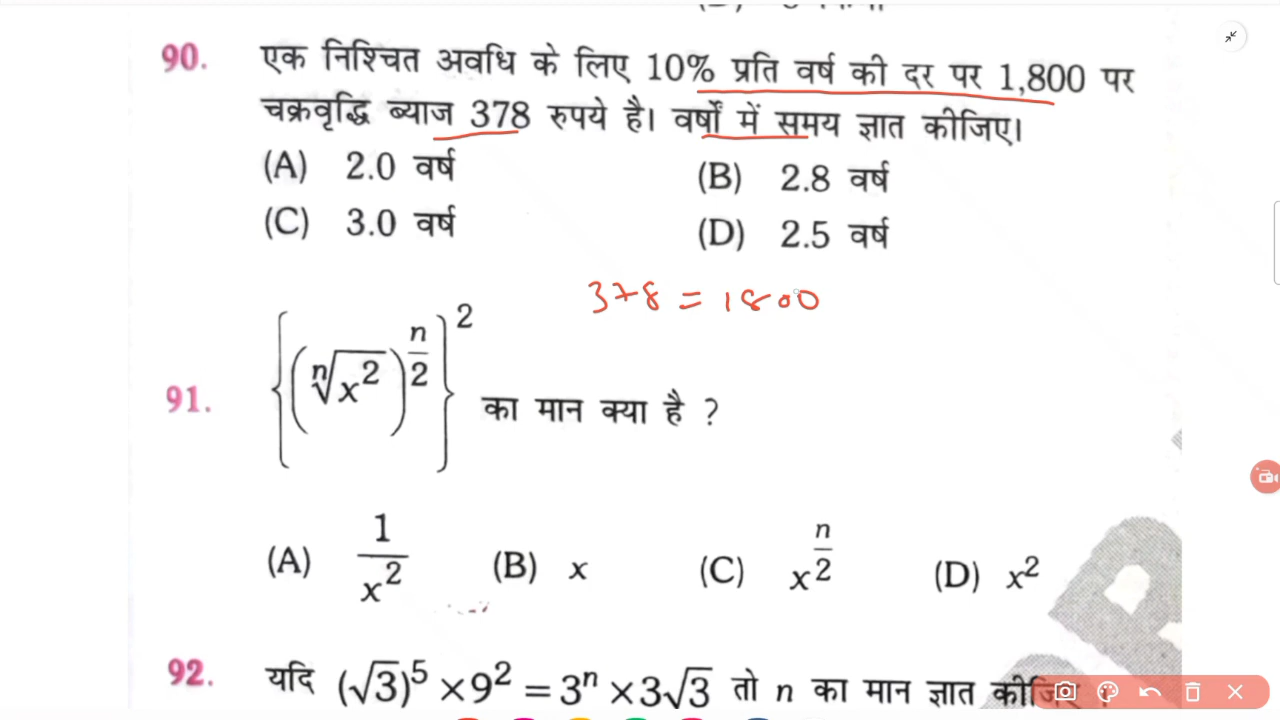 90. एक निश्चित अवधि के लिए 10% प्रति वर्ष की दर पर 1,800 पर
चक्रवृद्धि ब्याज 378 रुपये है। वर्षों में समय ज्ञात कीजिए।
(A) 2.0 वर्ष (B) 2.8 वर्ष
(C) 3.0 वर्ष (D) 2.5 वर्ष
378 = 1800
91. {(ⁿ√x²)^(n/2)}² का मान क्या है ?
(A) 1/x² (B) x (C) x^(n/2) (D) x²
92. यदि (√3)⁵ × 9² = 3ⁿ × 3√3 तो n का मान ज्ञात